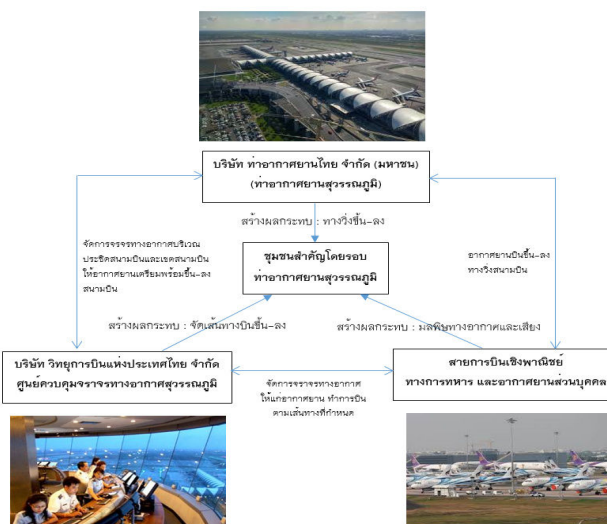 บริษัท ท่าอากาศยานไทย จำกัด (มหาชน)
(ท่าอากาศยานสุวรรณภูมิ)
สร้างผลกระทบ : ทางวิ่งขึ้น-ลง
จัดการจรจรทางอากาศบริเวณ
ประชิดสนามบินและเขตสนามบิน
ให้อากาศยานเตรียมพร้อมขึ้น-ลง
สนามบิน
ชุมชนสำคัญโดยรอบ
ท่าอากาศยานสุวรรณภูมิ
อากาศยานบินขึ้น-ลง
ทางวิ่งสนามบิน
สร้างผลกระทบ : จัดเส้นทางบินขึ้น-ลง
สร้างผลกระทบ : มลพิษทางอากาศและเสียง
บริษัท วิทยุการบินแห่งประเทศไทย จำกัด
ศูนย์ควบคุมจราจรทางอากาศสุวรรณภูมิ
จัดการจราจรทางอากาศ
ให้แก่อากาศยาน ทำการบิน
ตามเส้นทางที่กำหนด
สายการบินเชิงพาณิชย์
ทางการทหาร และอากาศยานส่วนบุคคล